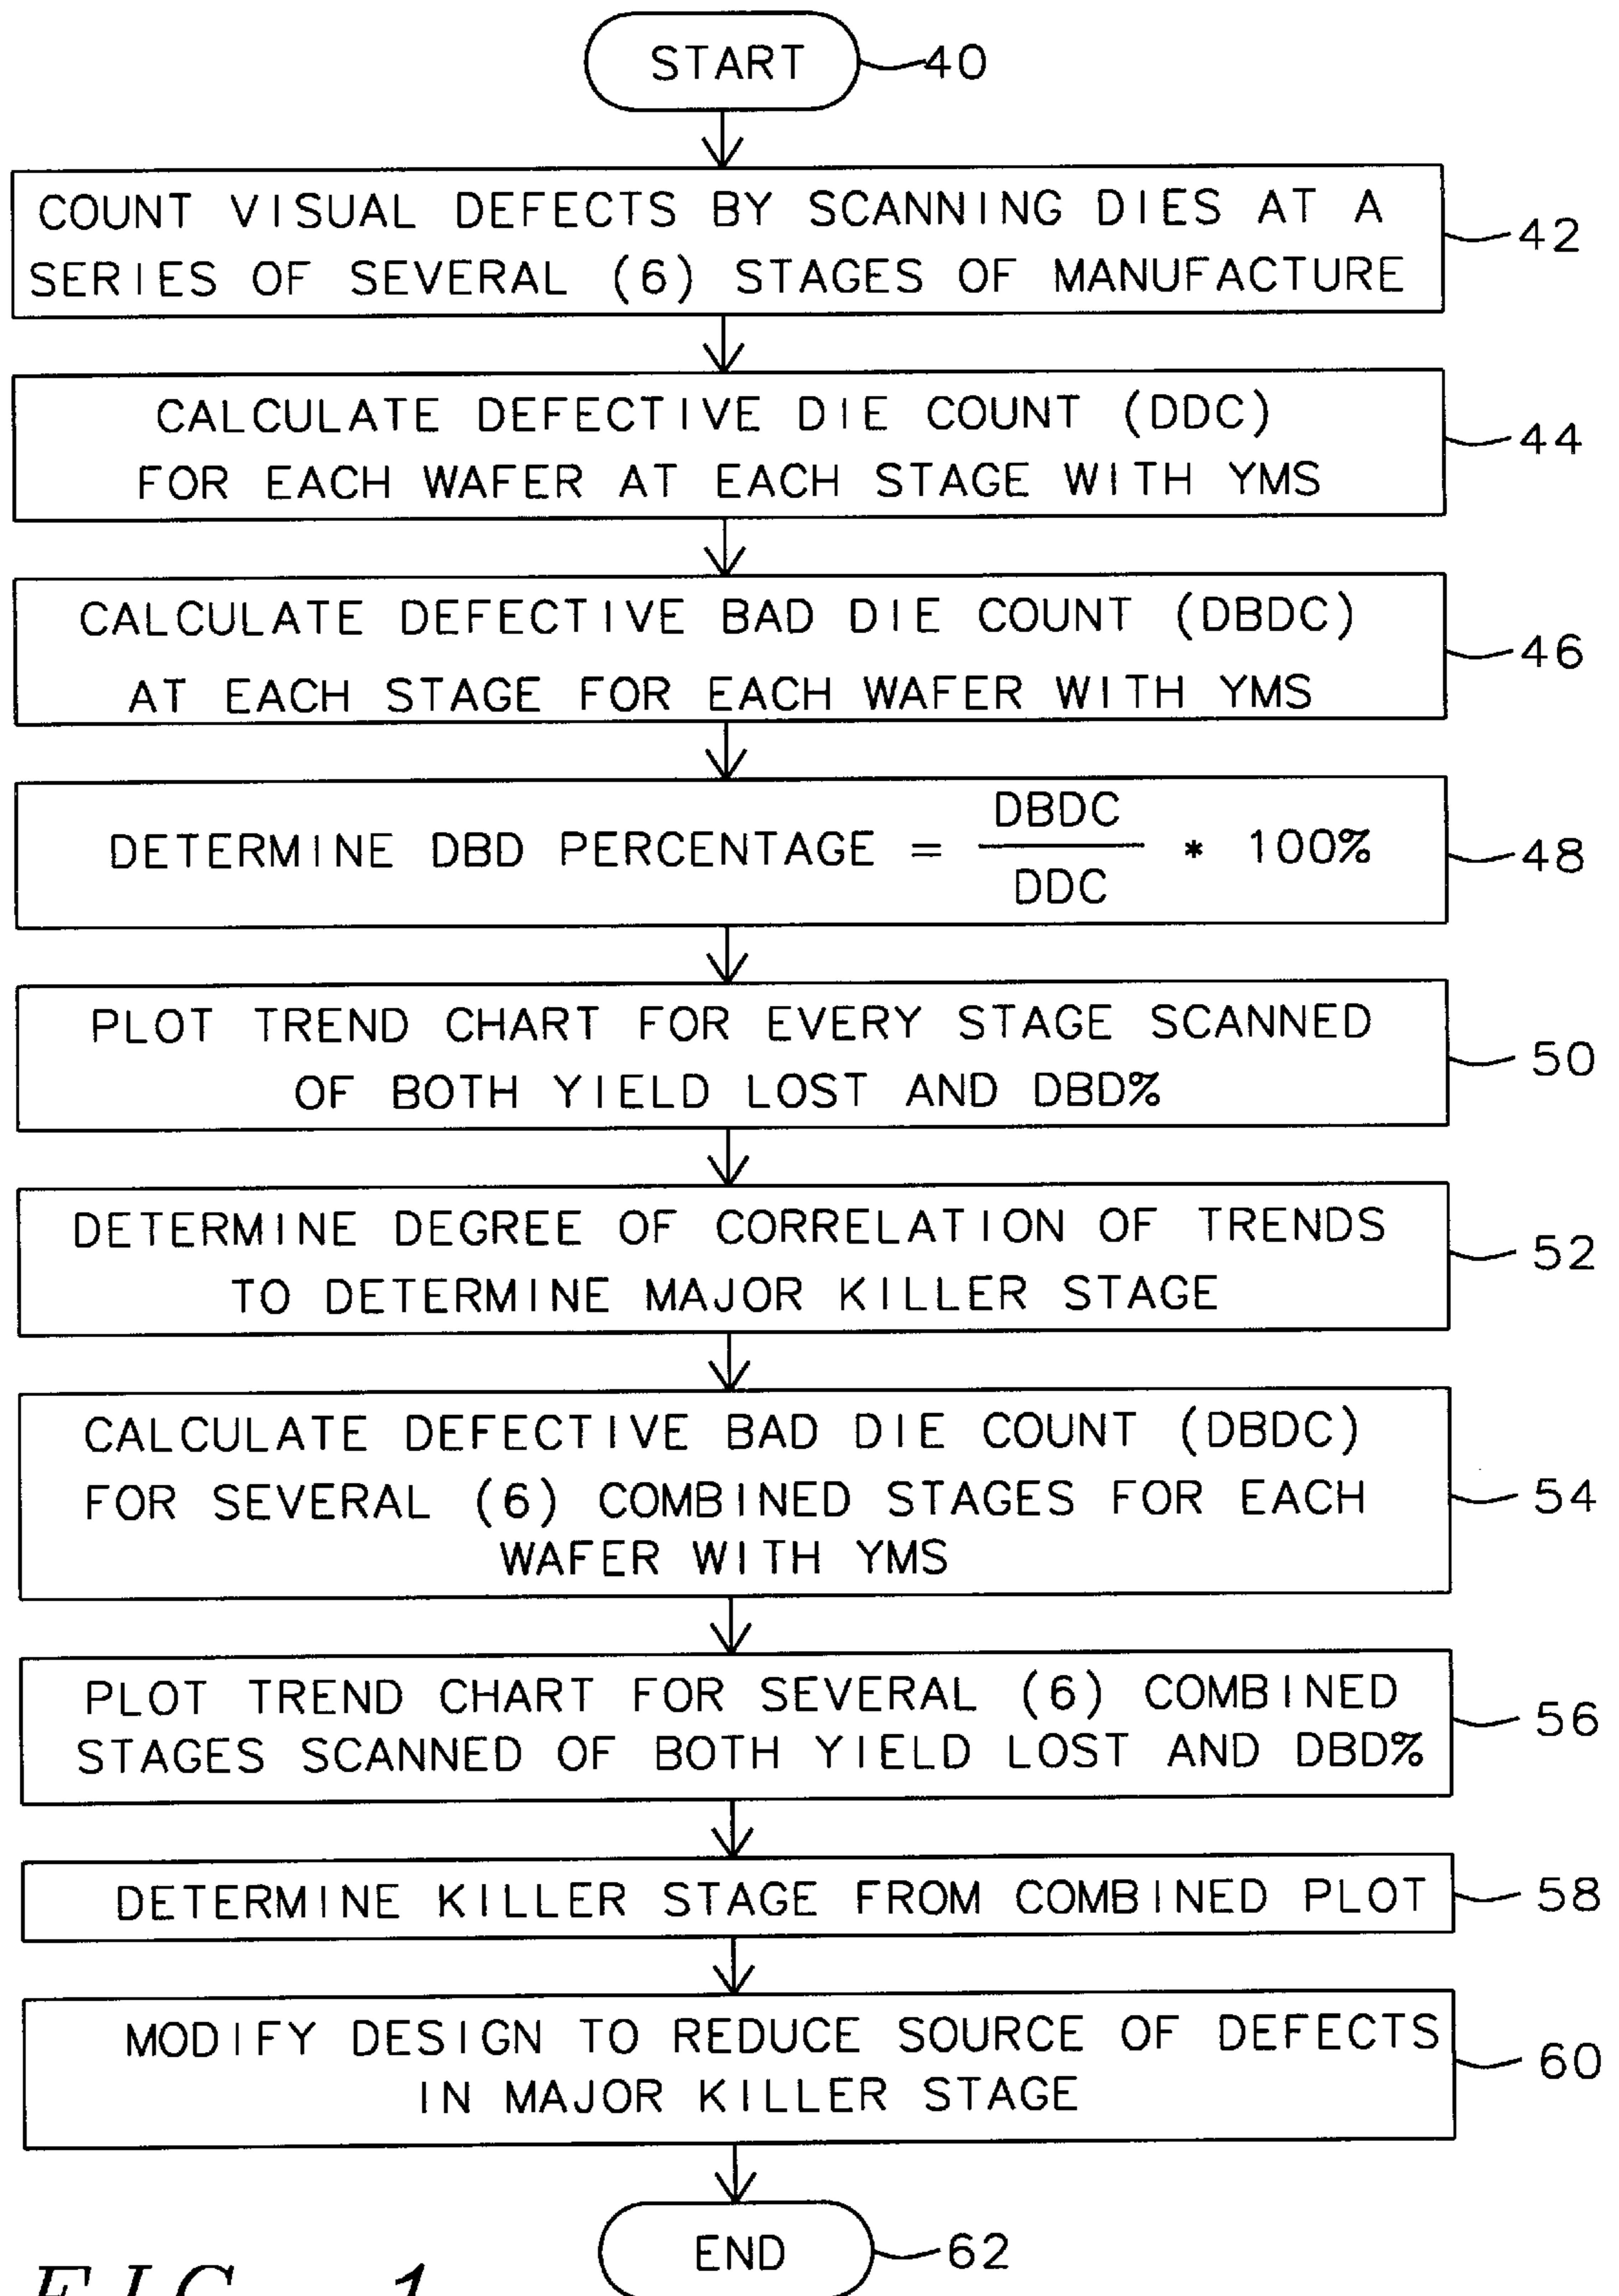 START
40
COUNT VISUAL DEFECTS BY SCANNING DIES AT A
SERIES OF SEVERAL (6) STAGES OF MANUFACTURE
42
CALCULATE DEFECTIVE DIE COUNT (DDC)
FOR EACH WAFER AT EACH STAGE WITH YMS
44
CALCULATE DEFECTIVE BAD DIE COUNT (DBDC)
AT EACH STAGE FOR EACH WAFER WITH YMS
46
DETERMINE DBD PERCENTAGE = DBDC / DDC * 100%
48
PLOT TREND CHART FOR EVERY STAGE SCANNED
OF BOTH YIELD LOST AND DBD%
50
DETERMINE DEGREE OF CORRELATION OF TRENDS
TO DETERMINE MAJOR KILLER STAGE
52
CALCULATE DEFECTIVE BAD DIE COUNT (DBDC)
FOR SEVERAL (6) COMBINED STAGES FOR EACH
WAFER WITH YMS
54
PLOT TREND CHART FOR SEVERAL (6) COMBINED
STAGES SCANNED OF BOTH YIELD LOST AND DBD%
56
DETERMINE KILLER STAGE FROM COMBINED PLOT
58
MODIFY DESIGN TO REDUCE SOURCE OF DEFECTS
IN MAJOR KILLER STAGE
60
END
62
FIG. 1